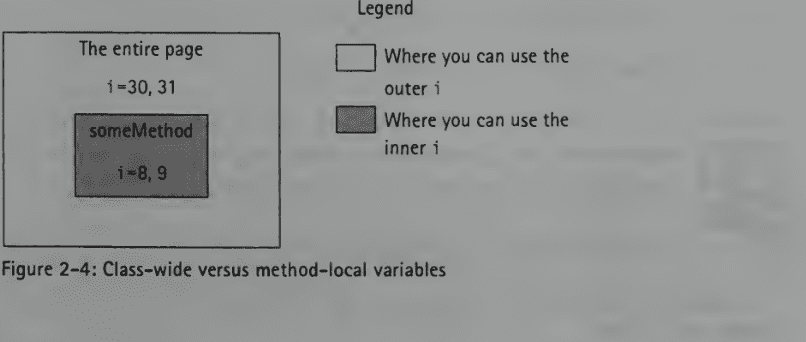 Legend
The entire page
i=30, 31
someMethod
i=8, 9
Where you can use the
outer i
Where you can use the
inner i
Figure 2-4: Class-wide versus method-local variables